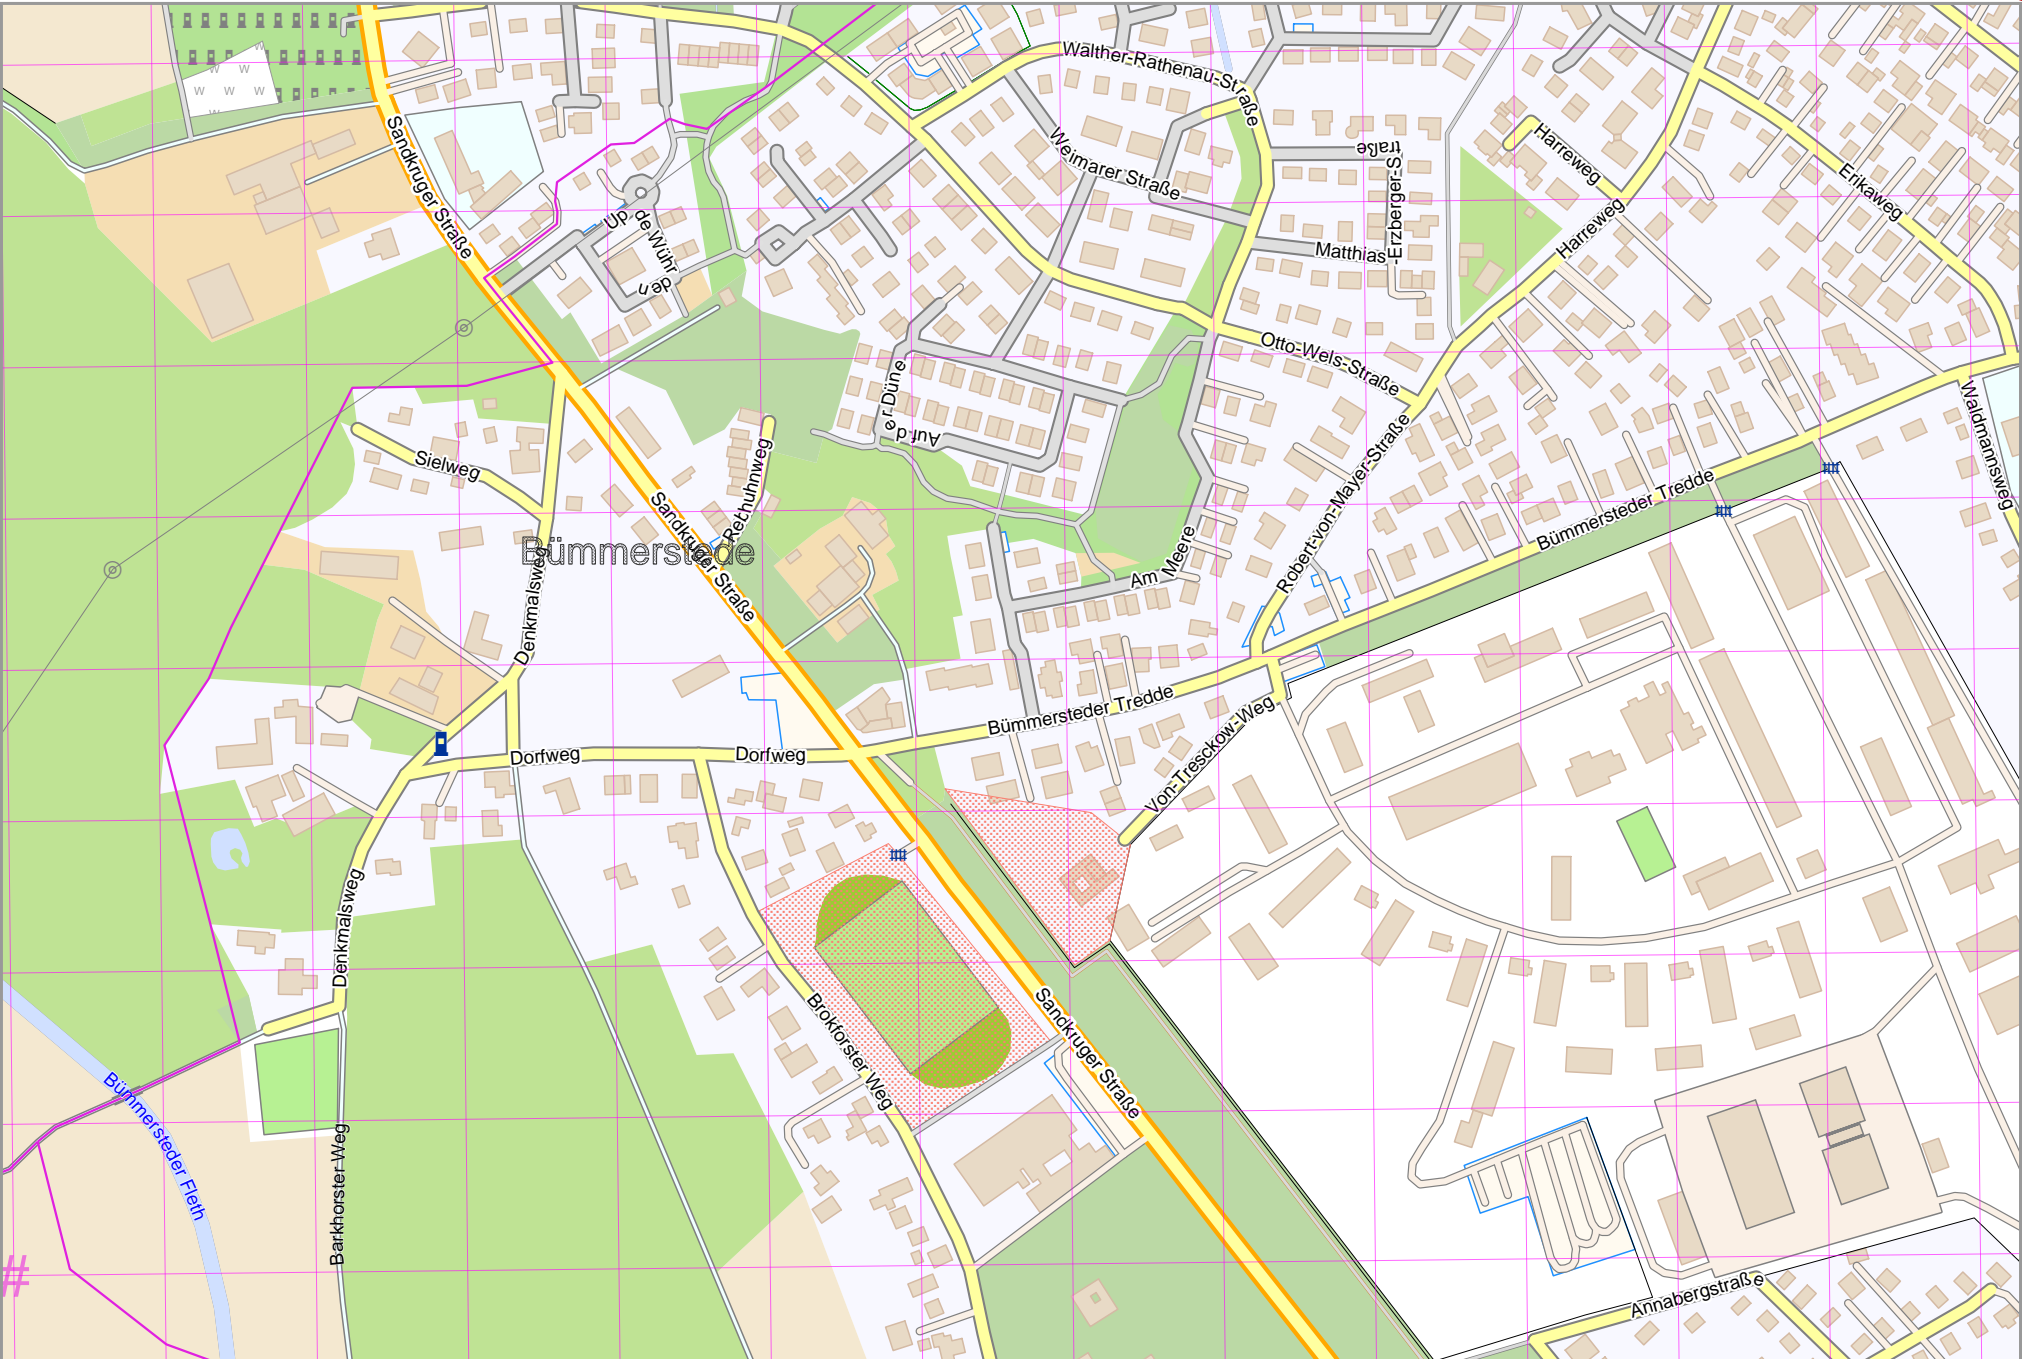 Walther-Rathenau-Straße
Sandkruger Straße
Weimarer Straße
Harreweg
Erikaweg
Matthias-Erzberger-Straße
Harreweg
Up de Wühr
den
Otto-Wels-Straße
Auf der Düne
Waldmannsweg
Sielweg
Rebhuhnweg
Robert-von-Mayer-Straße
Bümmersteder Tredde
Sandkruger Straße
Bümmerstede
Denkmalsweg
Am Meere
Bümmersteder Tredde
Von-Tresckow-Weg
Dorfweg
Dorfweg
Denkmalsweg
Brokforster Weg
Sandkruger Straße
Bümmersteder Fleth
Barkhorster Weg
#
Annabergstraße